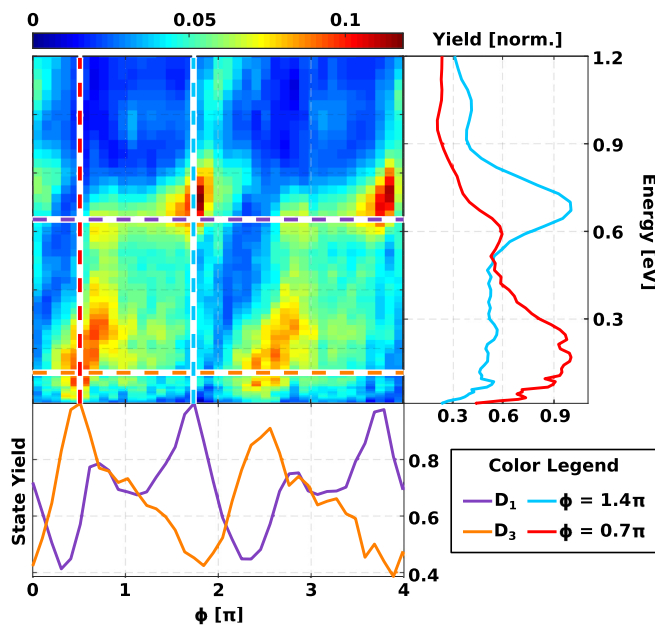 0 0.05 0.1
Yield [norm.]
1.2
0.9
0.6
0.3
Energy [eV]
0.3 0.6 0.9
State Yield
0.8
0.6
0.4
0 1 2 3 4
ϕ [π]
Color Legend
D₁ ϕ = 1.4π
D₃ ϕ = 0.7π